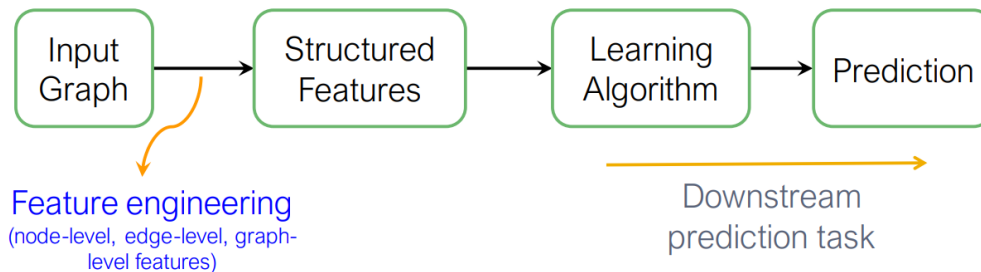 Input
Graph
Structured
Features
Learning
Algorithm
Prediction
Feature engineering
(node-level, edge-level, graph-
level features)
Downstream
prediction task